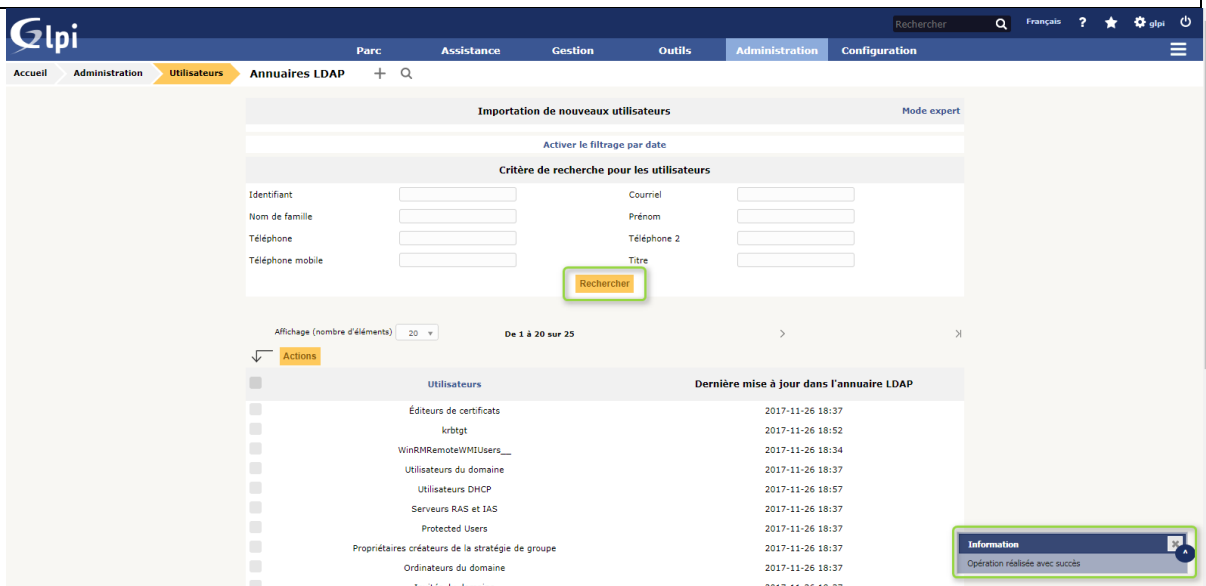 Glpi
Rechercher
Français ? glpi
Parc Assistance Gestion Outils Administration Configuration
Accueil Administration Utilisateurs Annuaires LDAP +
Importation de nouveaux utilisateurs Mode expert
Activer le filtrage par date
Critère de recherche pour les utilisateurs
Identifiant Courriel
Nom de famille Prénom
Téléphone Téléphone 2
Téléphone mobile Titre
Rechercher
Affichage (nombre d'éléments) 20 De 1 à 20 sur 25
Actions
Utilisateurs Dernière mise à jour dans l'annuaire LDAP
Éditeurs de certificats 2017-11-26 18:37
krbtgt 2017-11-26 18:52
WinRMRemoteWMIUsers__ 2017-11-26 18:34
Utilisateurs du domaine 2017-11-26 18:37
Utilisateurs DHCP 2017-11-26 18:57
Serveurs RAS et IAS 2017-11-26 18:37
Protected Users 2017-11-26 18:37
Propriétaires créateurs de la stratégie de groupe 2017-11-26 18:37
Ordinateurs du domaine 2017-11-26 18:37
Information
Opération réalisée avec succès